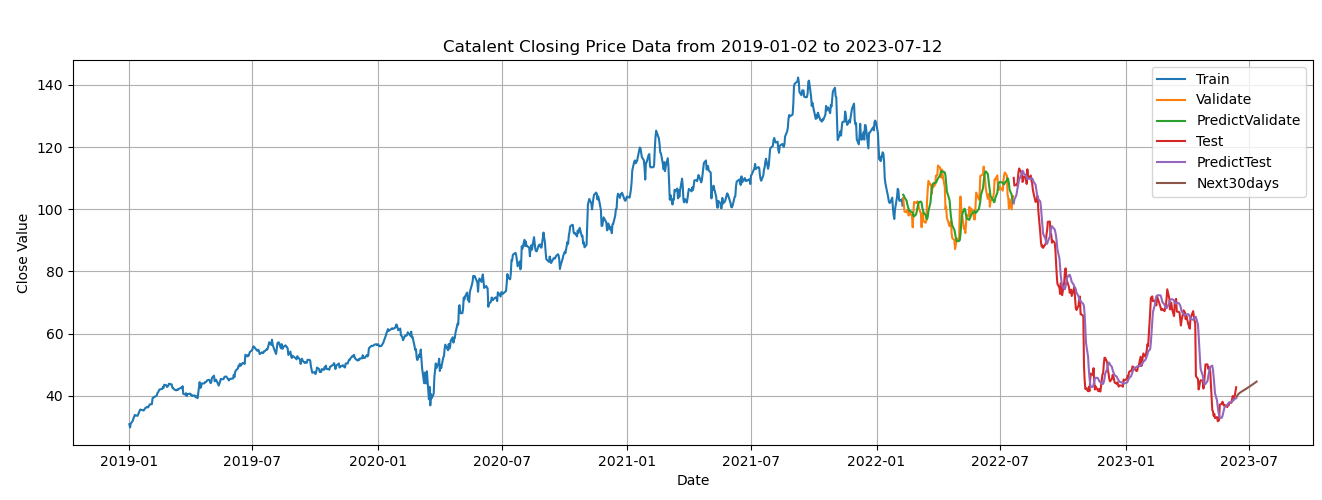 Catalent Closing Price Data from 2019-01-02 to 2023-07-12
Train
Validate
PredictValidate
Test
PredictTest
Next30days
Close Value
140
120
100
80
60
40
2019-01 2019-07 2020-01 2020-07 2021-01 2021-07 2022-01 2022-07 2023-01 2023-07
Date